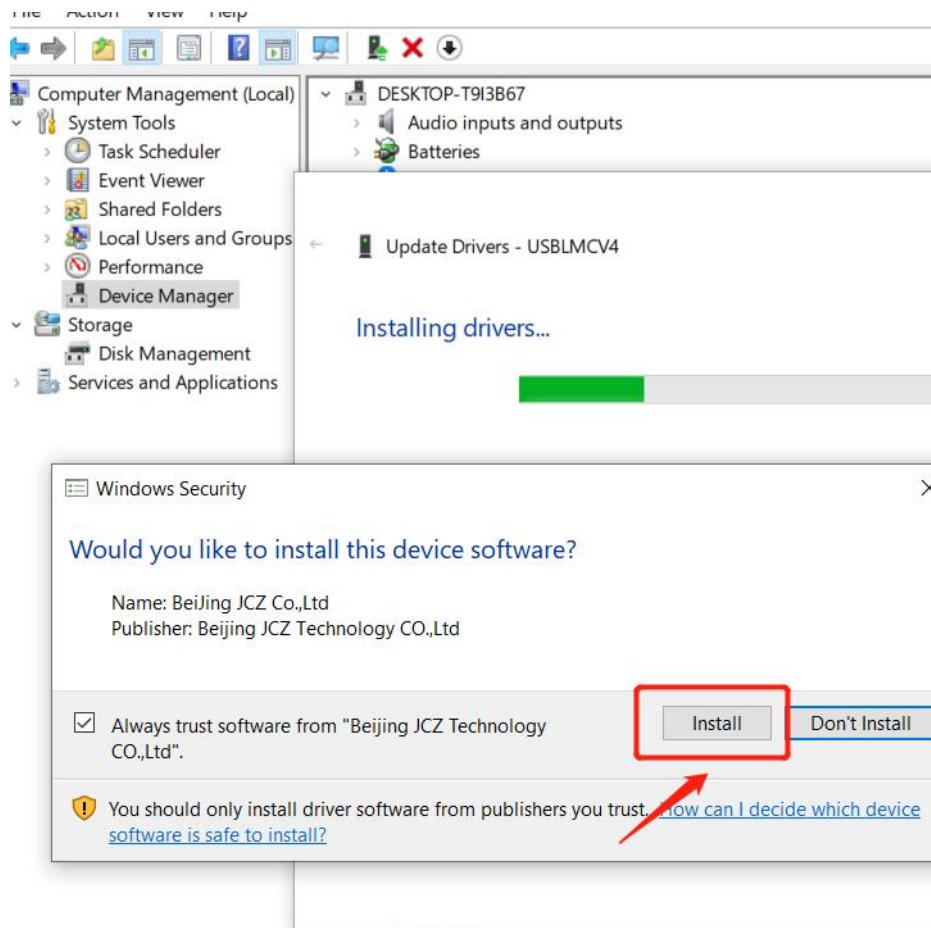 File Action View Help
Computer Management (Local)
System Tools
Task Scheduler
Event Viewer
Shared Folders
Local Users and Groups
Performance
Device Manager
Storage
Disk Management
Services and Applications
DESKTOP-T9I3B67
Audio inputs and outputs
Batteries
Update Drivers - USBLMCV4
Installing drivers...
Windows Security
Would you like to install this device software?
Name: BeiJing JCZ Co.,Ltd
Publisher: Beijing JCZ Technology CO.,Ltd
Always trust software from "Beijing JCZ Technology
CO.,Ltd".
Install
Don't Install
You should only install driver software from publishers you trust. How can I decide which device
software is safe to install?